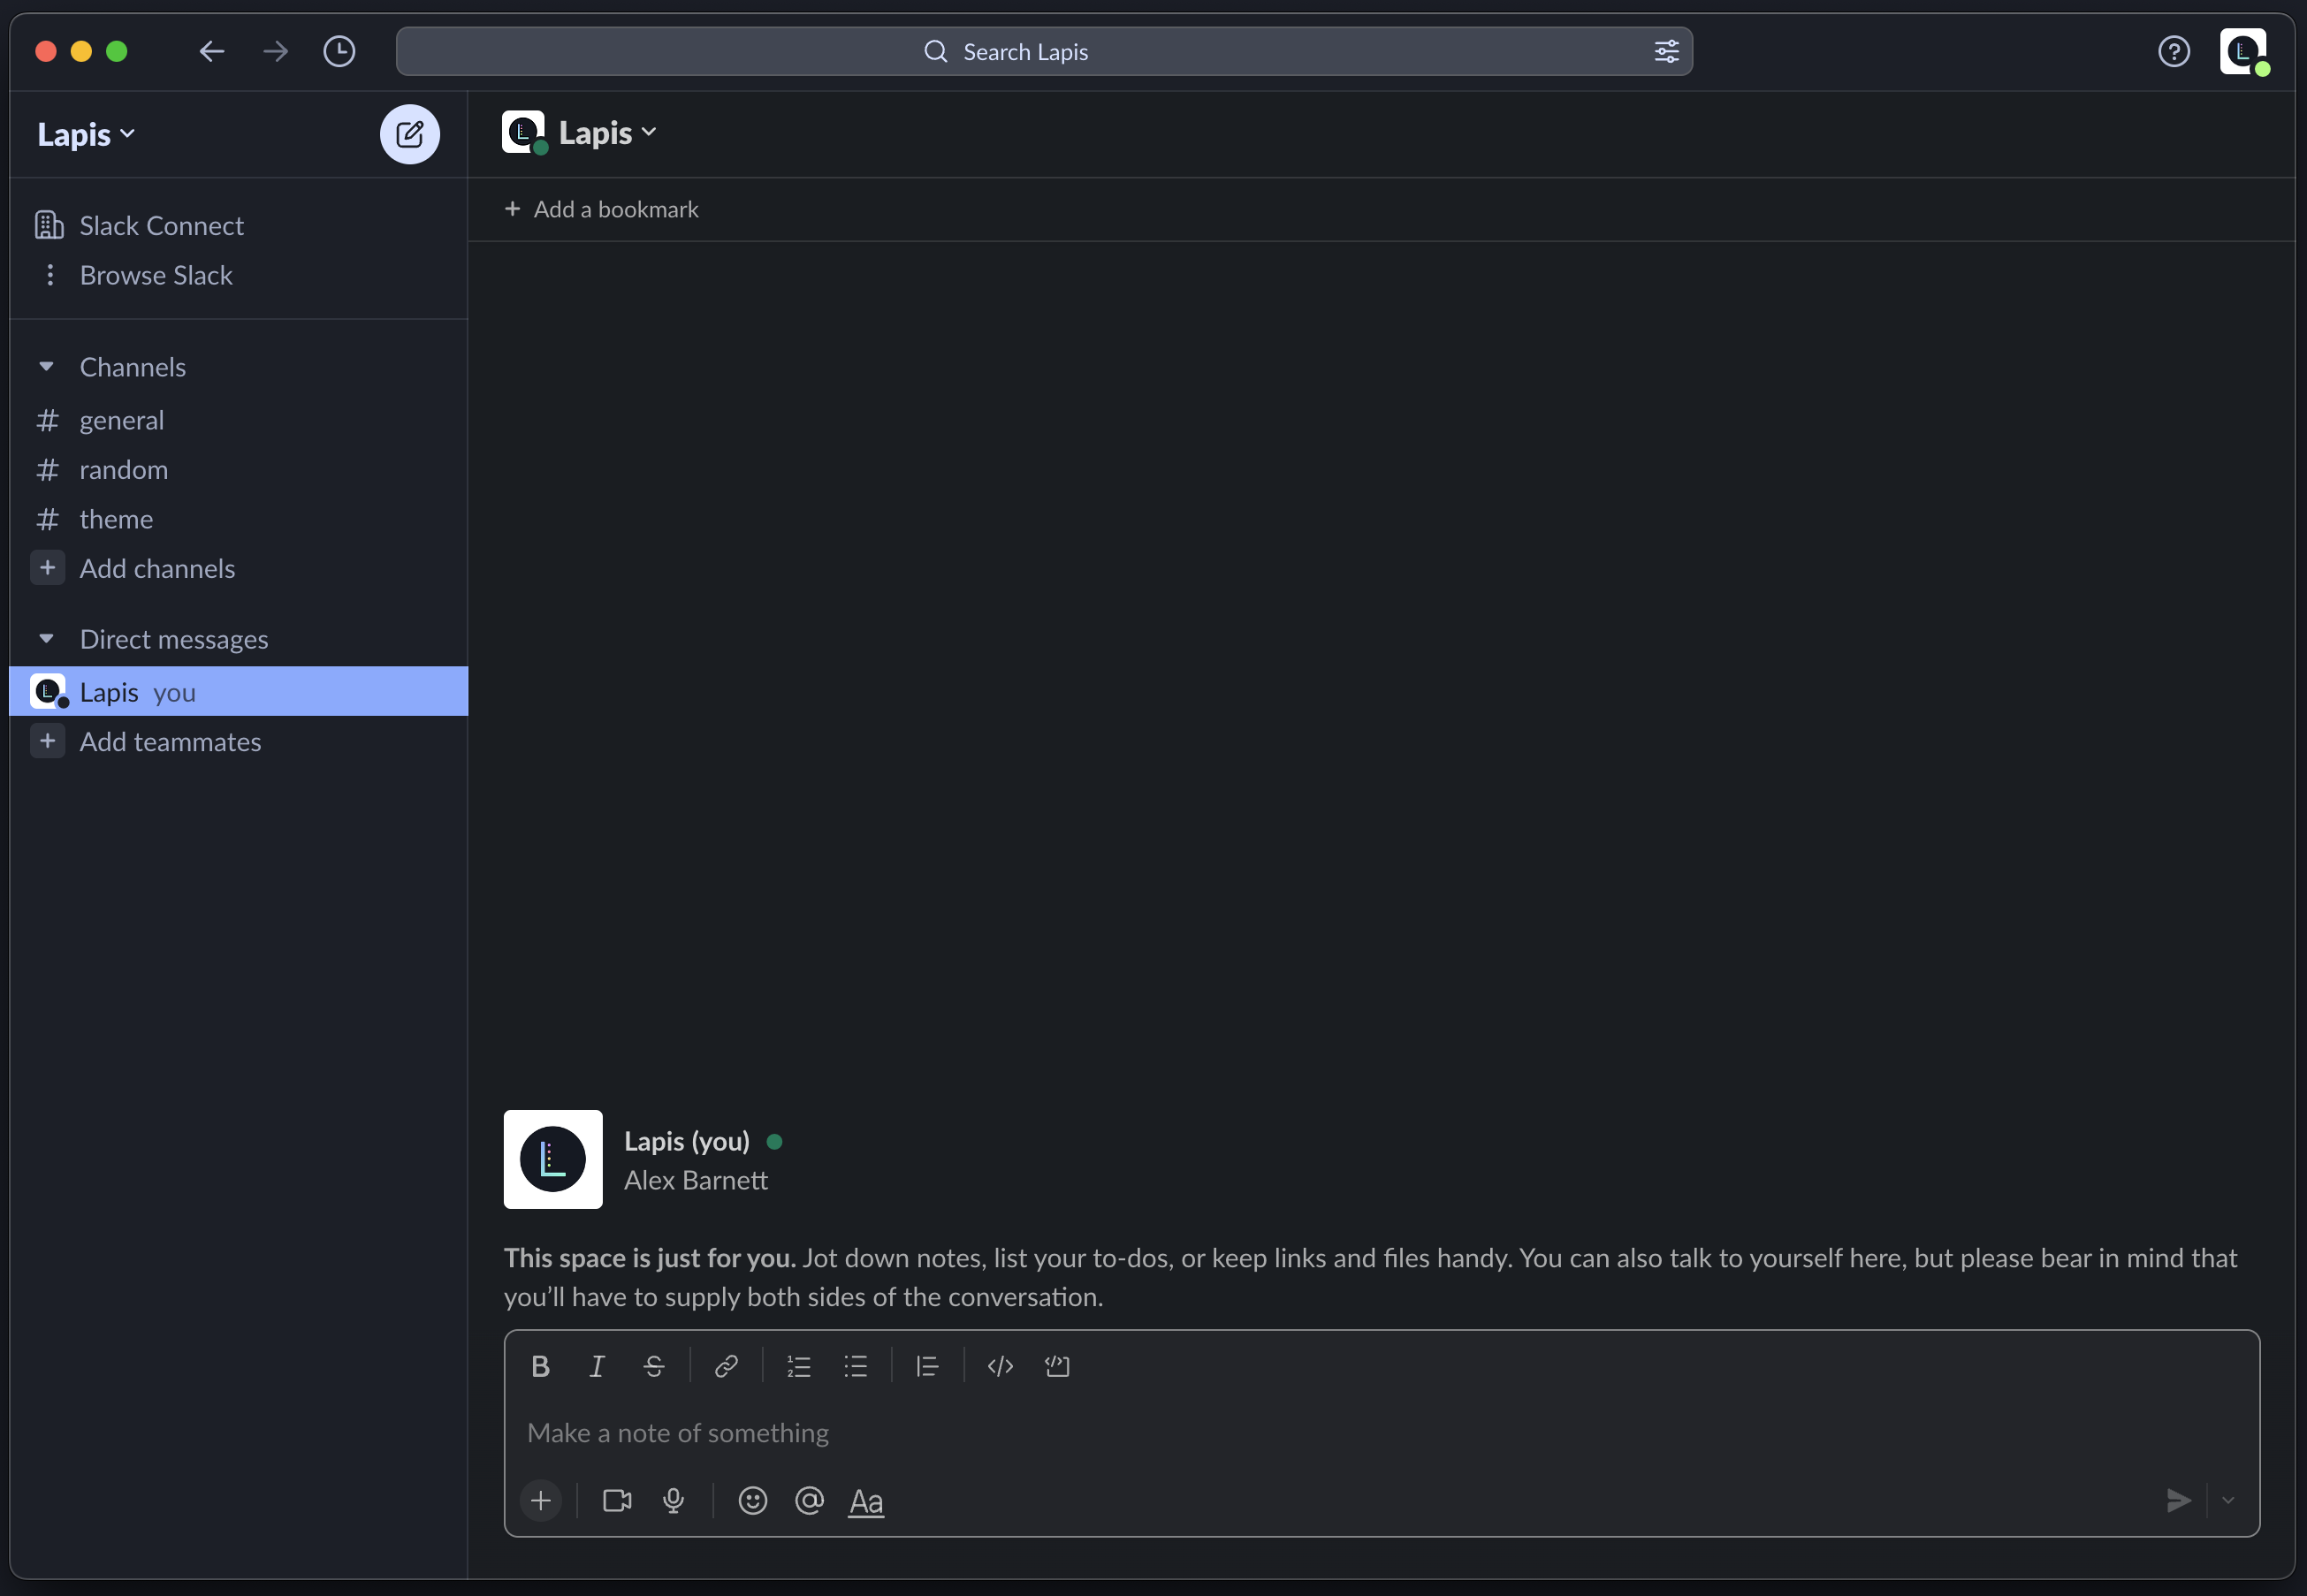 Search Lapis
Lapis
Slack Connect
Browse Slack
Channels
# general
# random
# theme
+ Add channels
Direct messages
Lapis you
+ Add teammates
Lapis
+ Add a bookmark
Lapis (you)
Alex Barnett
This space is just for you. Jot down notes, list your to-dos, or keep links and files handy. You can also talk to yourself here, but please bear in mind that
you’ll have to supply both sides of the conversation.
Make a note of something
Aa